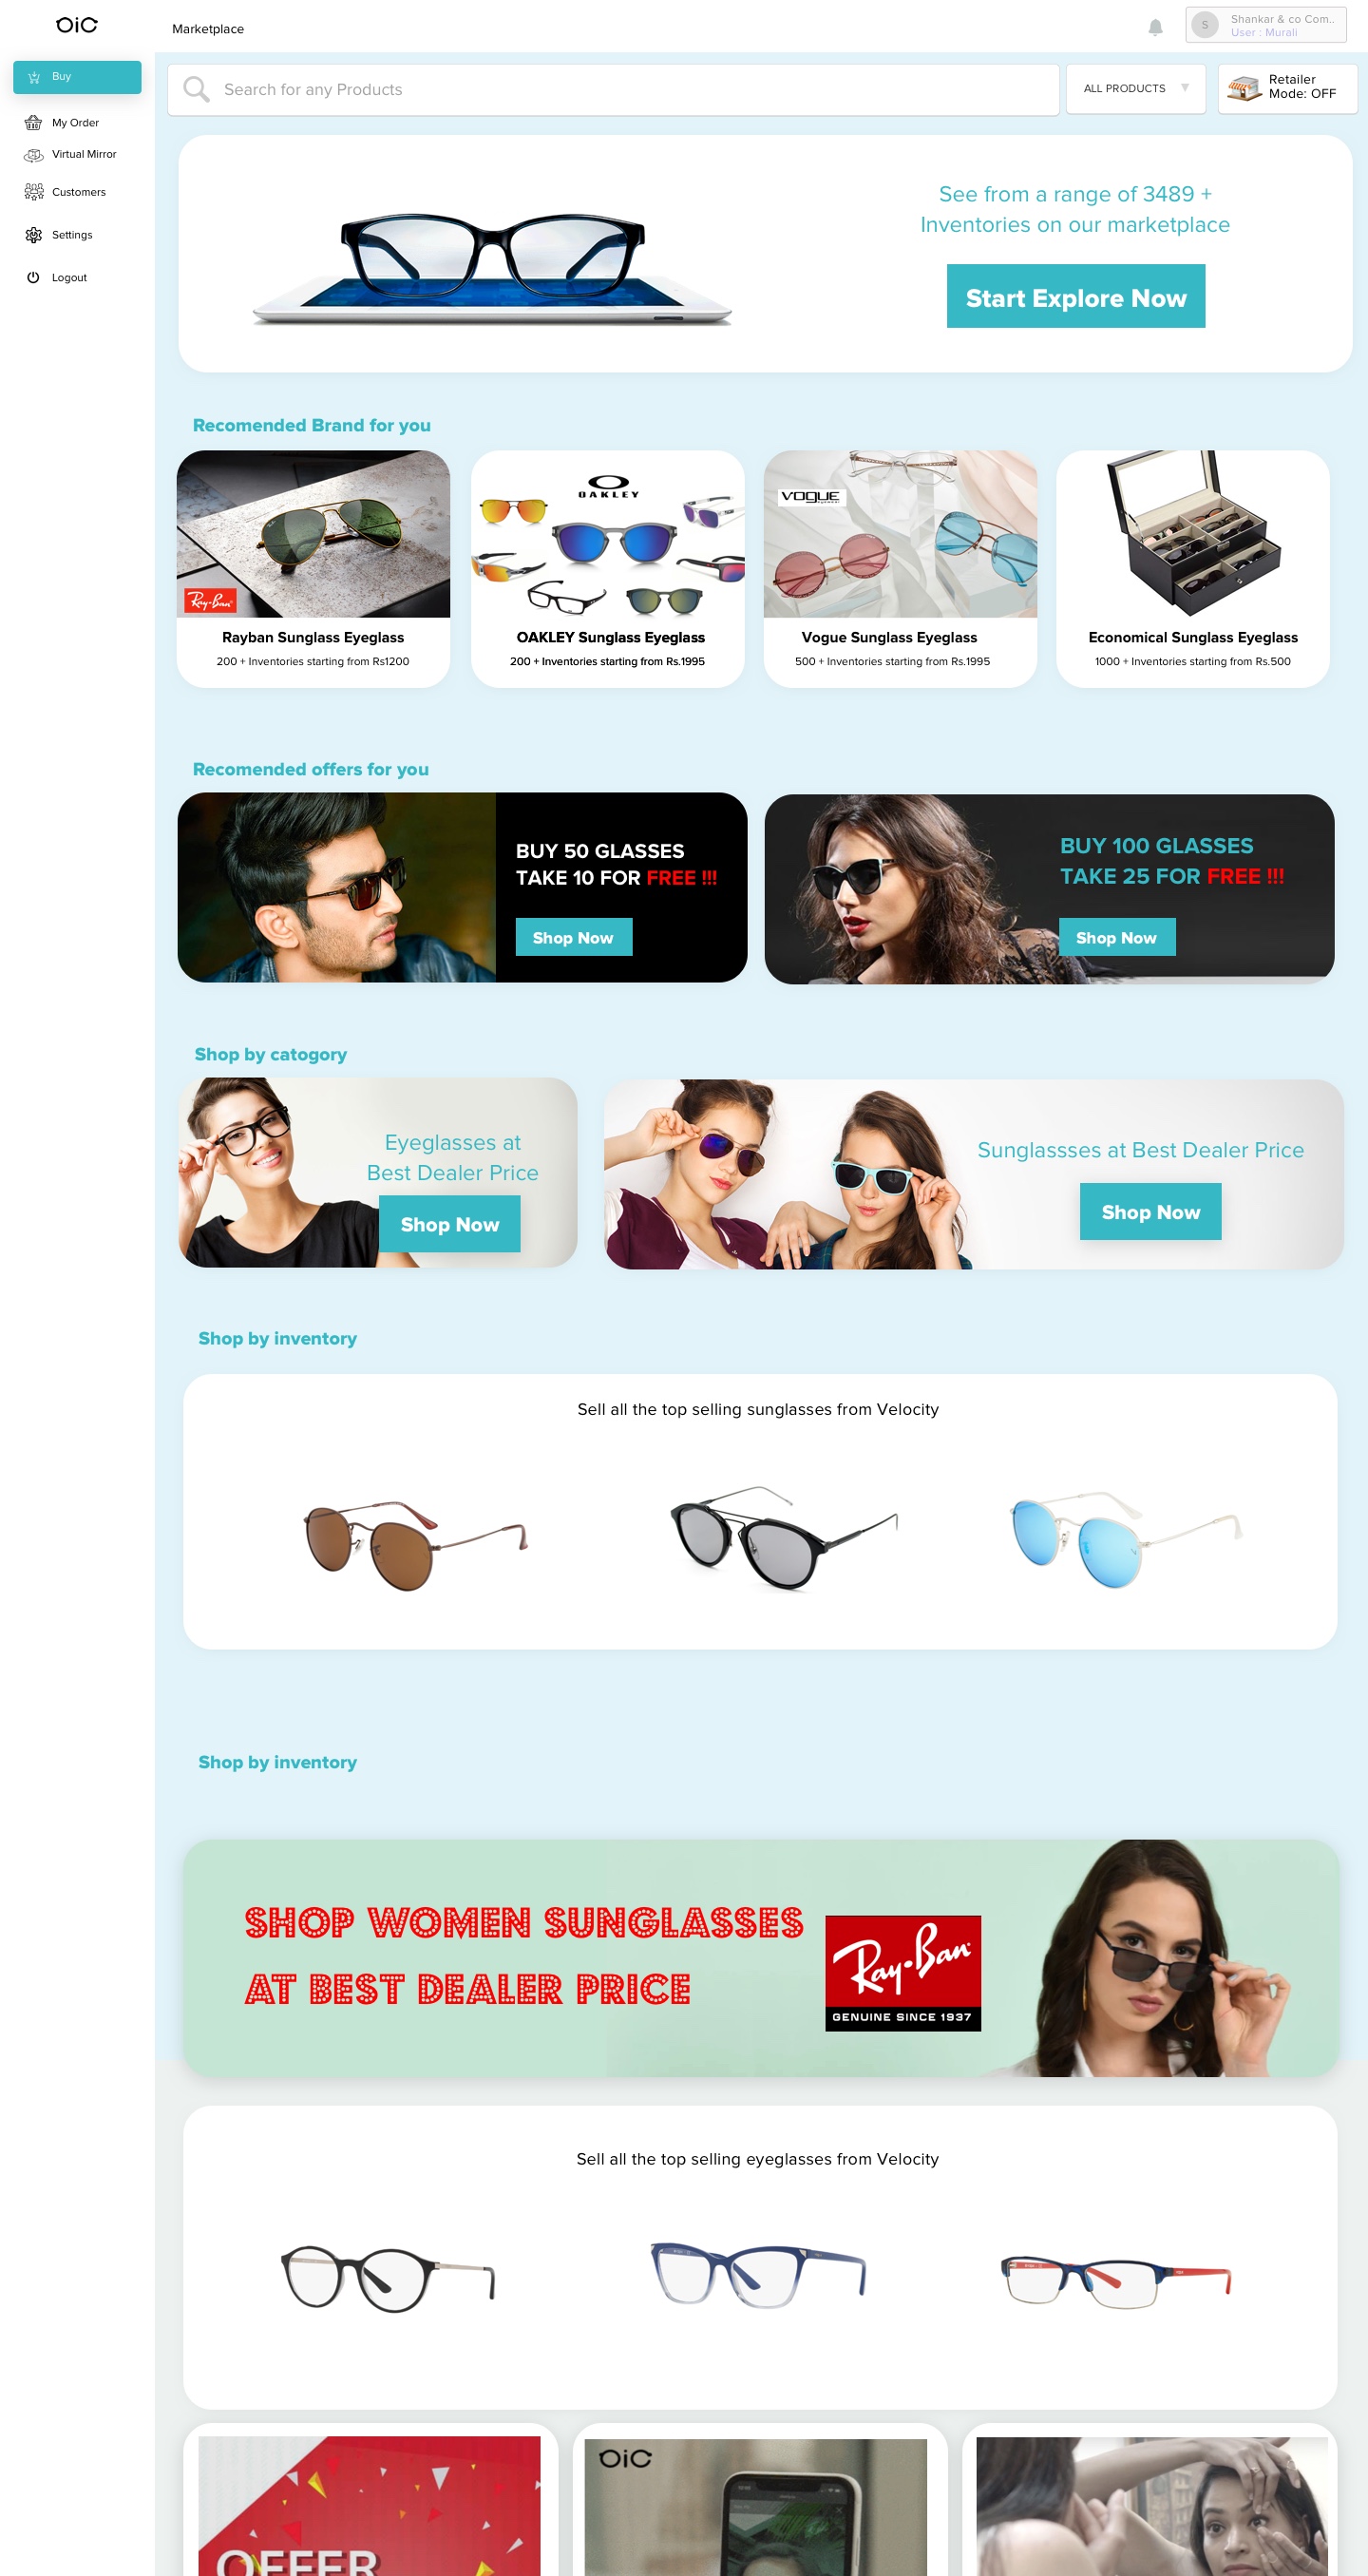 OiC
Marketplace
S
Shankar & co Com..
User : Murali
Buy
My Order
Virtual Mirror
Customers
Settings
Logout
Search for any Products
ALL PRODUCTS
Retailer
Mode: OFF
See from a range of 3489 +
Inventories on our marketplace
Start Explore Now
Recomended Brand for you
Ray-Ban
OAKLEY
VOGUE
eyewear
Rayban Sunglass Eyeglass
200 + Inventories starting from Rs1200
OAKLEY Sunglass Eyeglass
200 + Inventories starting from Rs.1995
Vogue Sunglass Eyeglass
500 + Inventories starting from Rs.1995
Economical Sunglass Eyeglass
1000 + Inventories starting from Rs.500
Recomended offers for you
BUY 50 GLASSES
TAKE 10 FOR FREE !!!
Shop Now
BUY 100 GLASSES
TAKE 25 FOR FREE !!!
Shop Now
Shop by catogory
Eyeglasses at
Best Dealer Price
Shop Now
Sunglassses at Best Dealer Price
Shop Now
Shop by inventory
Sell all the top selling sunglasses from Velocity
Shop by inventory
SHOP WOMEN SUNGLASSES
AT BEST DEALER PRICE
Ray-Ban
GENUINE SINCE 1937
Sell all the top selling eyeglasses from Velocity
OFFER
OiC